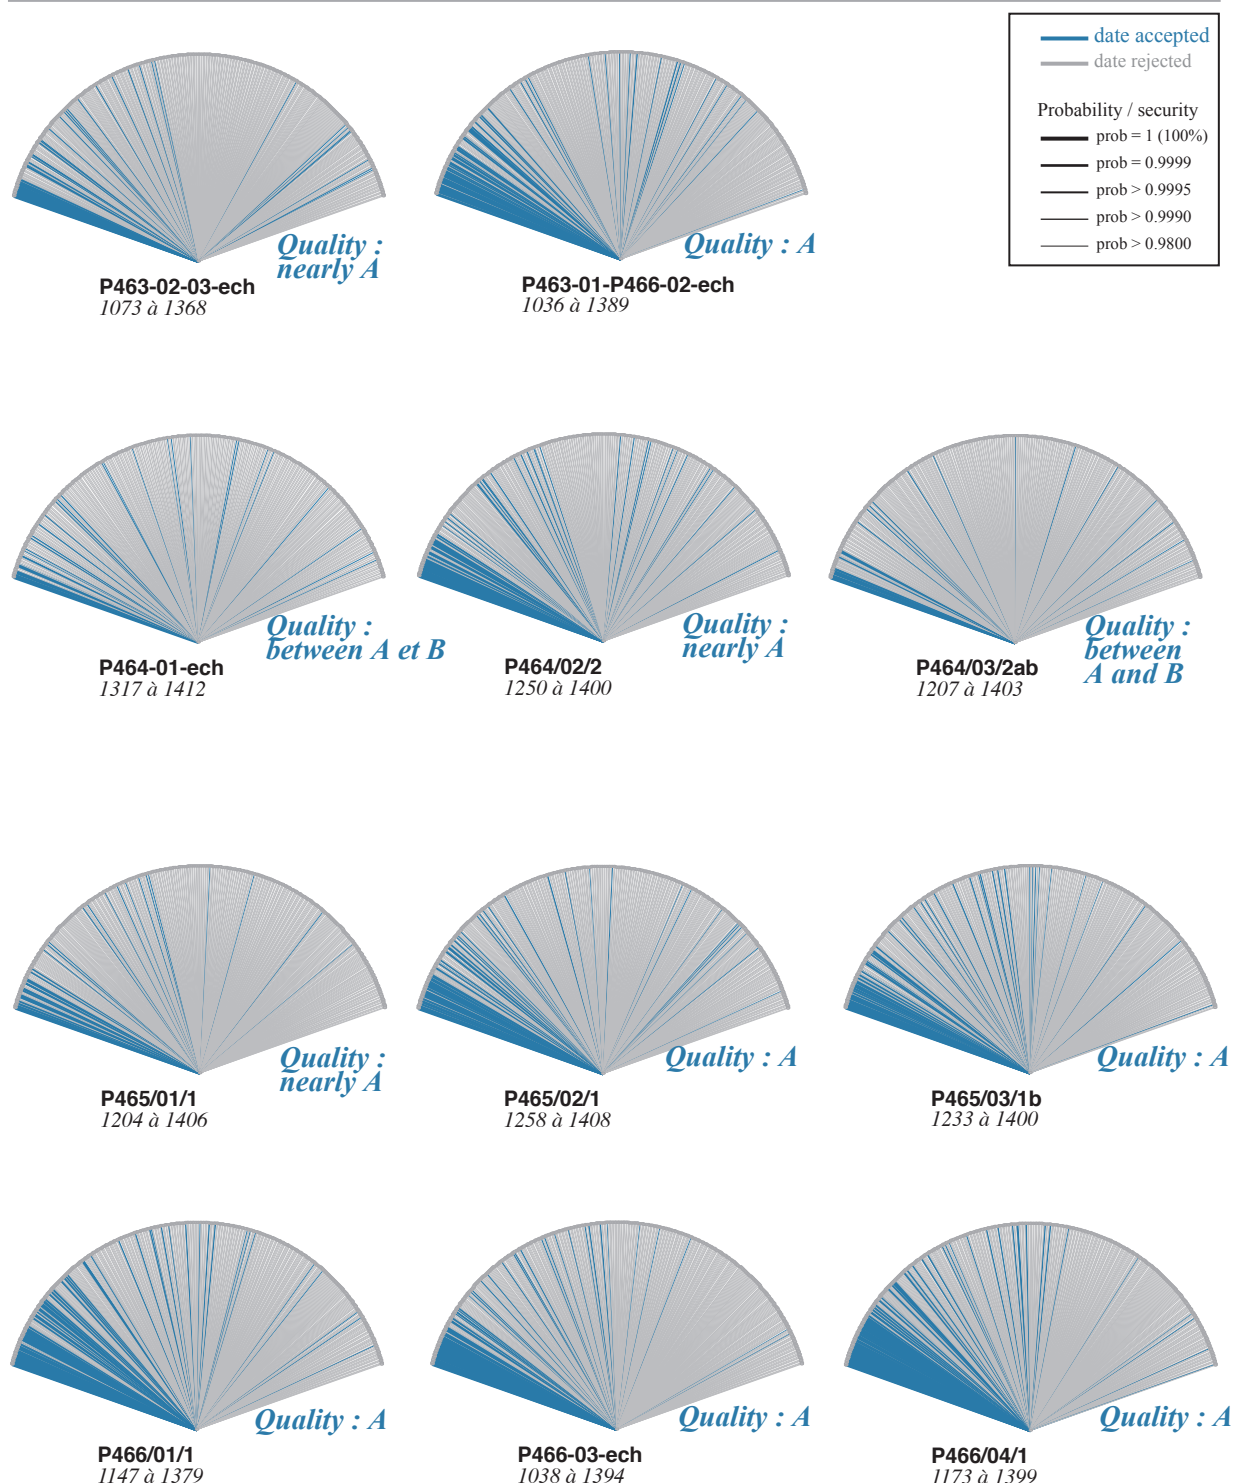 date accepted
date rejected
Probability / security
prob = 1 (100%)
prob = 0.9999
prob > 0.9995
prob > 0.9990
prob > 0.9800
Quality :
nearly A
P463-02-03-ech
1073 à 1368
Quality : A
P463-01-P466-02-ech
1036 à 1389
Quality :
between A et B
P464-01-ech
1317 à 1412
Quality :
nearly A
P464/02/2
1250 à 1400
Quality :
between
A and B
P464/03/2ab
1207 à 1403
Quality :
nearly A
P465/01/1
1204 à 1406
Quality : A
P465/02/1
1258 à 1408
Quality : A
P465/03/1b
1233 à 1400
Quality : A
P466/01/1
1147 à 1379
Quality : A
P466-03-ech
1038 à 1394
Quality : A
P466/04/1
1173 à 1399